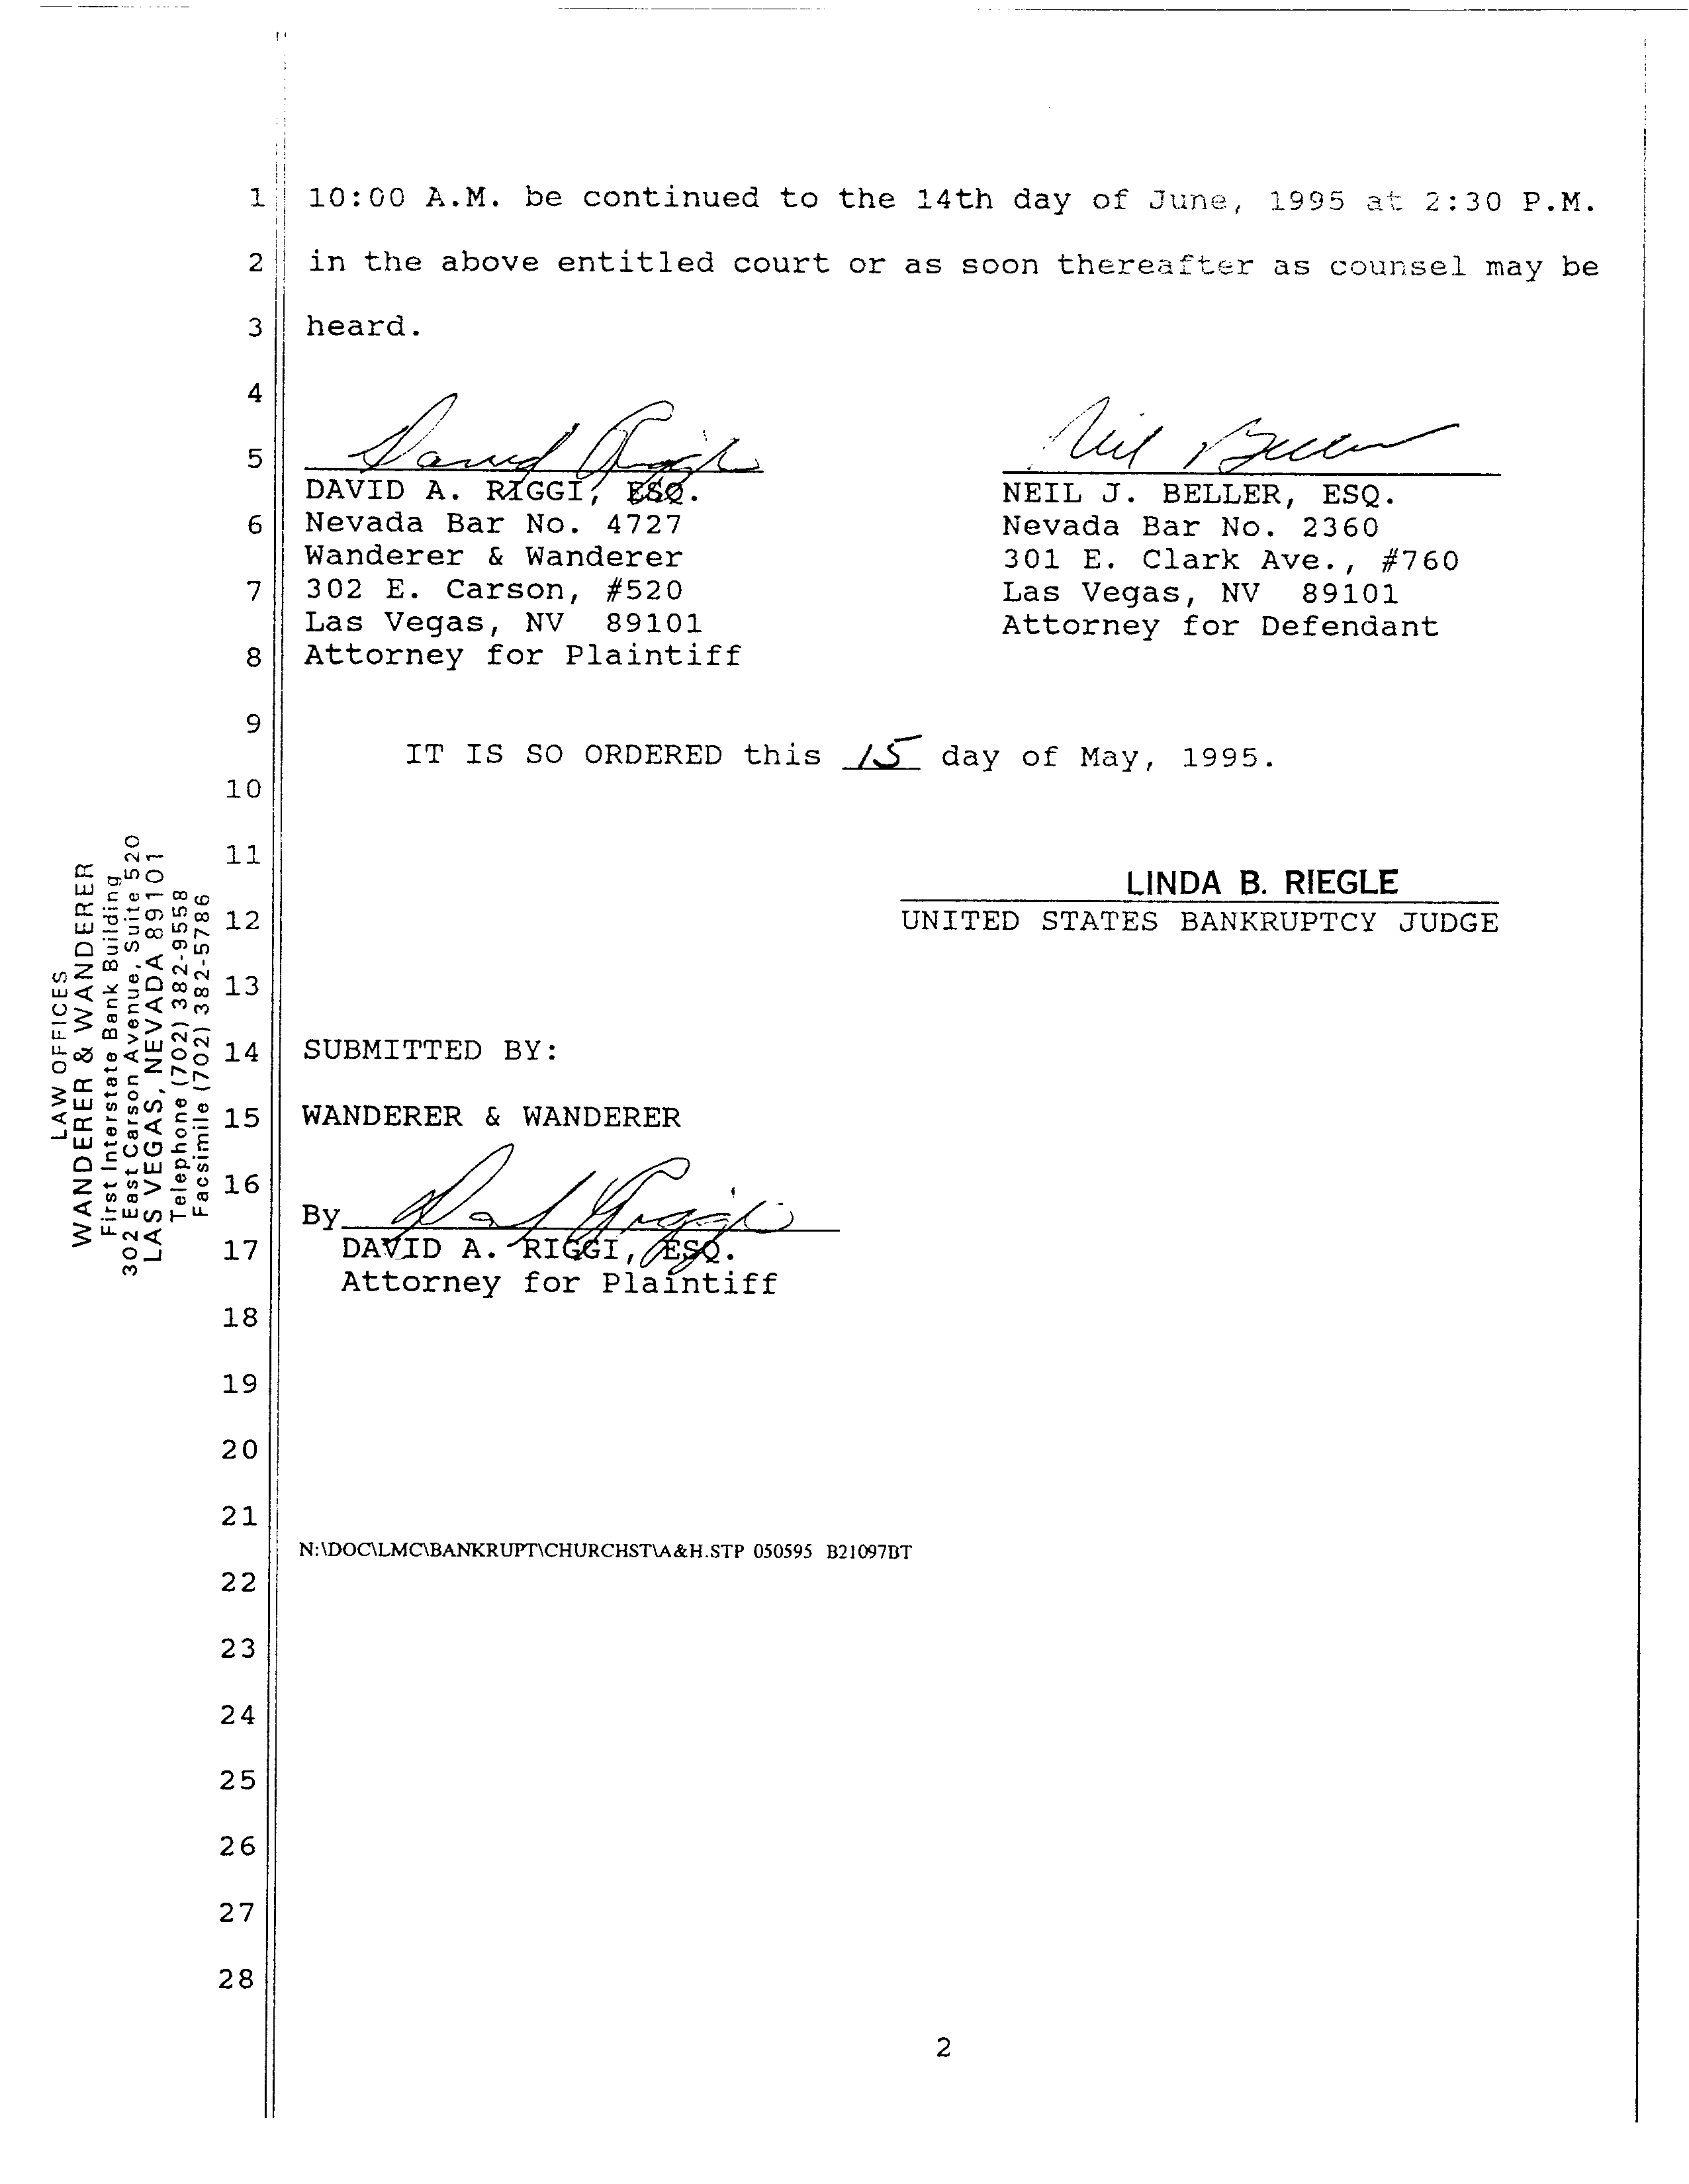 1 10:00 A.M. be continued to the 14th day of June, 1995 at 2:30 P.M.
2 in the above entitled court or as soon thereafter as counsel may be
3 heard.
4
5 David Riggi
Neil Beller
DAVID A. RIGGI, ESQ.
6 Nevada Bar No. 4727
Wanderer & Wanderer
7 302 E. Carson, #520
Las Vegas, NV 89101
8 Attorney for Plaintiff
NEIL J. BELLER, ESQ.
Nevada Bar No. 2360
301 E. Clark Ave., #760
Las Vegas, NV 89101
Attorney for Defendant
9
IT IS SO ORDERED this 15 day of May, 1995.
10
11
LINDA B. RIEGLE
12 UNITED STATES BANKRUPTCY JUDGE
13
14 SUBMITTED BY:
15 WANDERER & WANDERER
16
By David Riggi
17 DAVID A. RIGGI, ESQ.
Attorney for Plaintiff
18
19
20
21
N:\DOC\LMC\BANKRUPT\CHURCHST\A&H.STP 050595 B21097BT
22
23
24
25
26
27
28
2
LAW OFFICES
WANDERER & WANDERER
First Interstate Bank Building
302 East Carson Avenue, Suite 520
LAS VEGAS, NEVADA 89101
Telephone (702) 382-9558
Facsimile (702) 382-5786